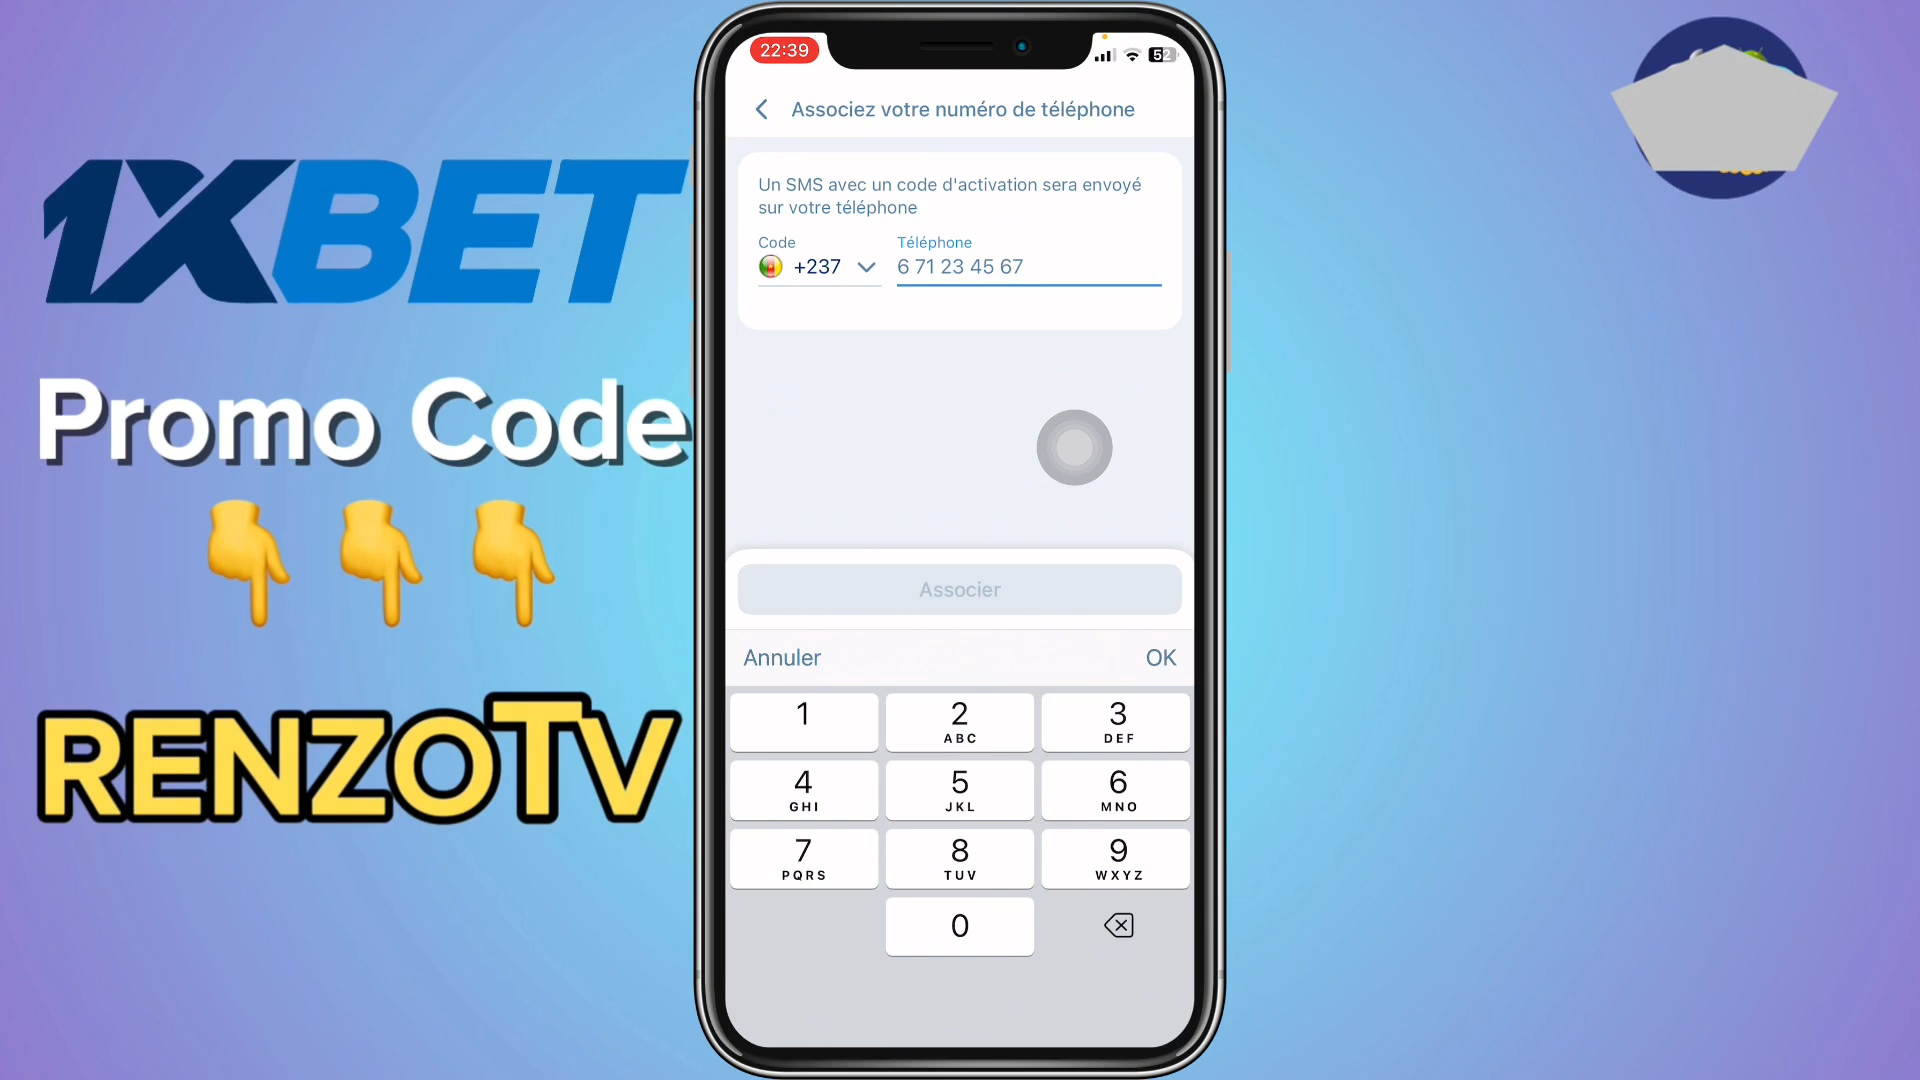 1XBET
Promo Code
RENZOTV
22:39
52
Associez votre numéro de téléphone
Un SMS avec un code d'activation sera envoyé
sur votre téléphone
Code
Téléphone
+237
6 71 23 45 67
Associer
Annuler
OK
1
2
ABC
3
DEF
4
GHI
5
JKL
6
MNO
7
PQRS
8
TUV
9
WXYZ
0